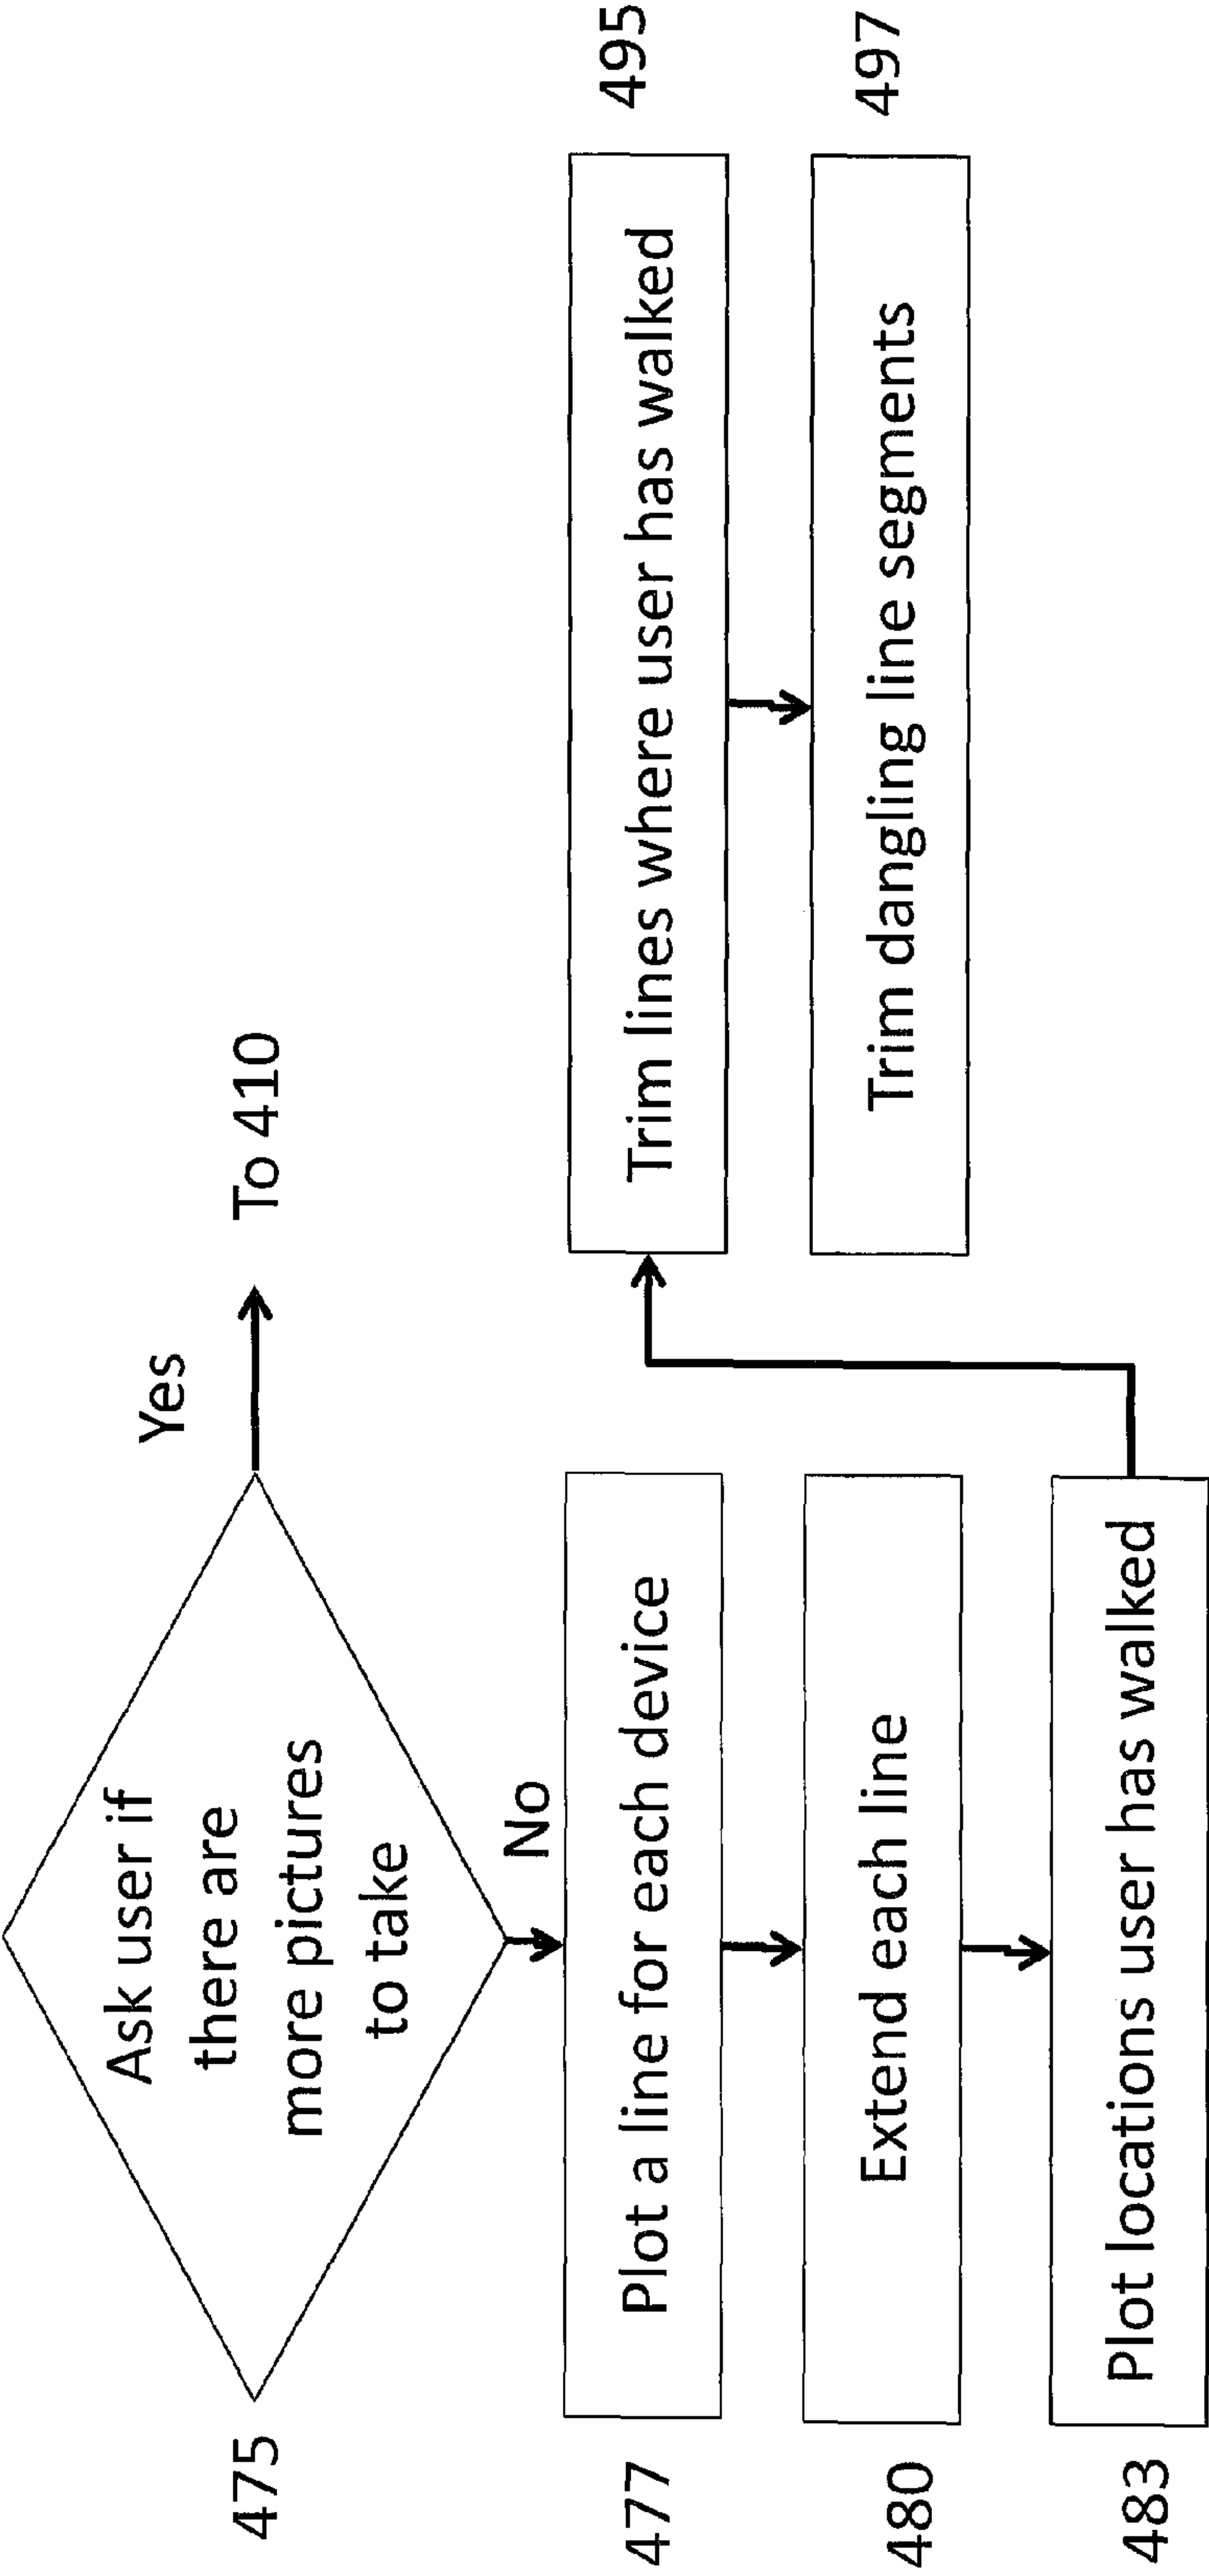 475
Ask user if
there are
more pictures
to take
Yes
To 410
No
477
Plot a line for each device
480
Extend each line
483
Plot locations user has walked
Trim lines where user has walked
495
Trim dangling line segments
497